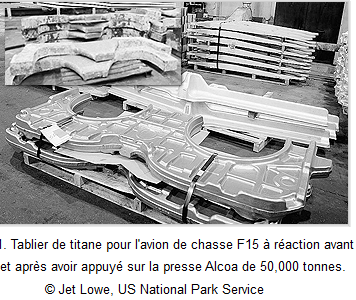 1. Tablier de titane pour l'avion de chasse F15 à réaction avant
et après avoir appuyé sur la presse Alcoa de 50,000 tonnes.
© Jet Lowe, US National Park Service